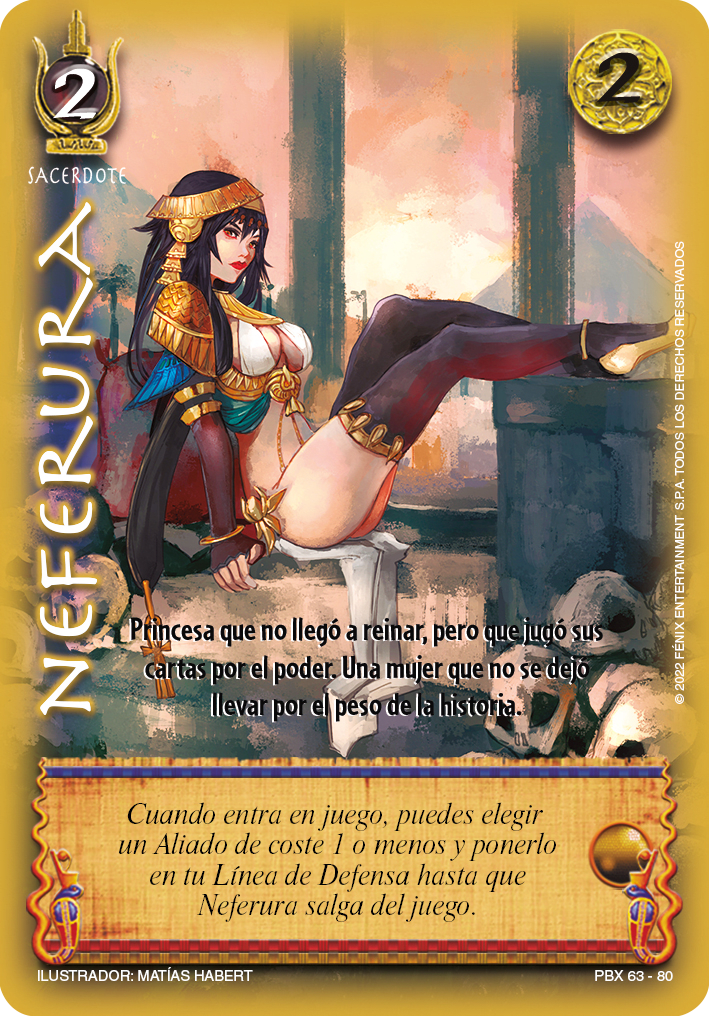 2
2
SACERDOTE
NEFERURA
Princesa que no llegó a reinar, pero que jugó sus
cartas por el poder. Una mujer que no se dejó
llevar por el peso de la historia.
© 2022 FÉNIX ENTERTAINMENT S.P.A. TODOS LOS DERECHOS RESERVADOS
Cuando entra en juego, puedes elegir
un Aliado de coste 1 o menos y ponerlo
en tu Línea de Defensa hasta que
Neferura salga del juego.
ILUSTRADOR: MATÍAS HABERT
PBX 63 - 80